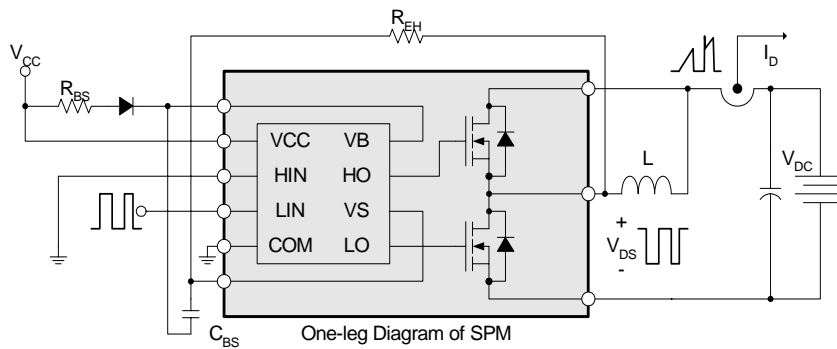 R_EH
V_CC
R_BS
I_D
VCC VB
HIN HO
LIN VS
COM LO
L
V_DC
+
V_DS
-
C_BS
One-leg Diagram of SPM